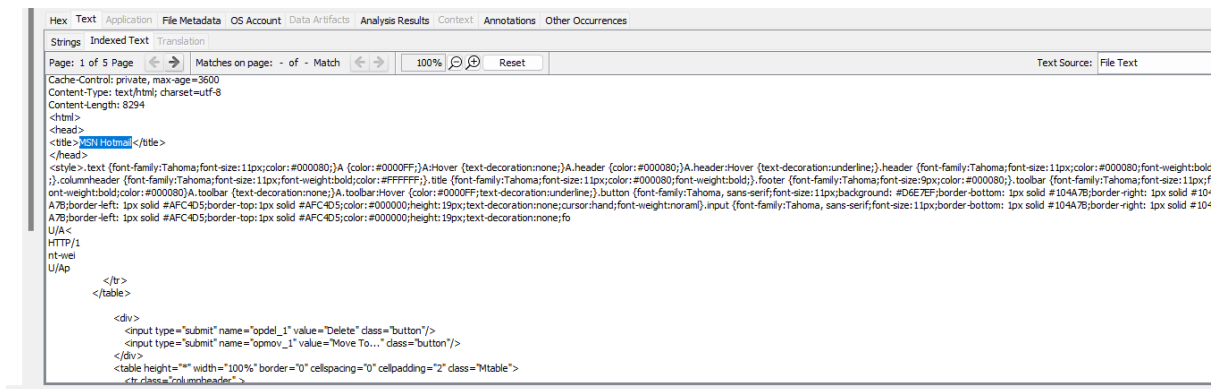 Hex Text Application File Metadata OS Account Data Artifacts Analysis Results Context Annotations Other Occurrences
Strings Indexed Text Translation
Page: 1 of 5 Page Matches on page: - of - Match 100% Reset Text Source: File Text
Cache-Control: private, max-age=3600
Content-Type: text/html; charset=utf-8
Content-Length: 8294
<html>
<head>
<title>MSN Hotmail</title>
</head>
<style>.text {font-family:Tahoma;font-size:11px;color:#000080;}A {color:#0000FF;}A:Hover {text-decoration:none;}A.header {color:#000080;}A.header:Hover {text-decoration:underline;}.header {font-family:Tahoma;font-size:11px;color:#000080;font-weight:bold
;}.columnheader {font-family:Tahoma;font-size:11px;font-weight:bold;color:#FFFFFF;}.title {font-family:Tahoma;font-size:11px;color:#000080;font-weight:bold;}.footer {font-family:Tahoma;font-size:9px;color:#000080;}.toolbar {font-family:Tahoma;font-size:11px;f
ont-weight:bold;color:#000080}A.toolbar {text-decoration:none;}A.toolbar:Hover {color:#0000FF;text-decoration:underline;}.button {font-family:Tahoma, sans-serif;font-size:11px;background: #D6E7EF;border-bottom: 1px solid #104A7B;border-right: 1px solid #104
A7B;border-left: 1px solid #AFC4D5;border-top:1px solid #AFC4D5;color:#000000;height:19px;text-decoration:none;cursor:hand;font-weight:noraml}.input {font-family:Tahoma, sans-serif;font-size:11px;border-bottom: 1px solid #104A7B;border-right: 1px solid #104
A7B;border-left: 1px solid #AFC4D5;border-top:1px solid #AFC4D5;color:#000000;height:19px;text-decoration:none;fo
U/A<
HTTP/1
nt-wei
U/Ap
</tr>
</table>
<div>
<input type="submit" name="opdel_1" value="Delete" class="button"/>
<input type="submit" name="opmov_1" value="Move To..." class="button"/>
</div>
<table height="*" width="100%" border="0" cellspacing="0" cellpadding="2" class="Mtable">
<tr class="columnheader" >